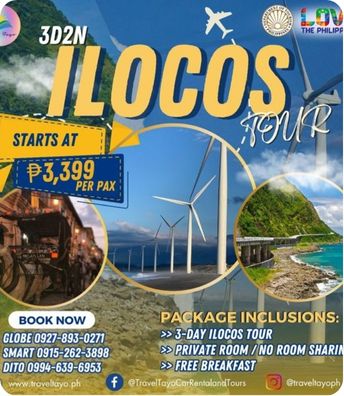 LOV
THE PHILIPP
3D2N
ILOCOS
TOUR
STARTS AT
₱3,399
PER PAX
BOOK NOW
GLOBE 0927-893-0271
SMART 0915-262-3898
DITO 0994-639-6953
PACKAGE INCLUSIONS:
>> 3-DAY ILOCOS TOUR
>> PRIVATE ROOM / NO ROOM SHARIN
>> FREE BREAKFAST
www.traveltayo.ph
@TravelTayoCarRentalandTours
@traveltayoph